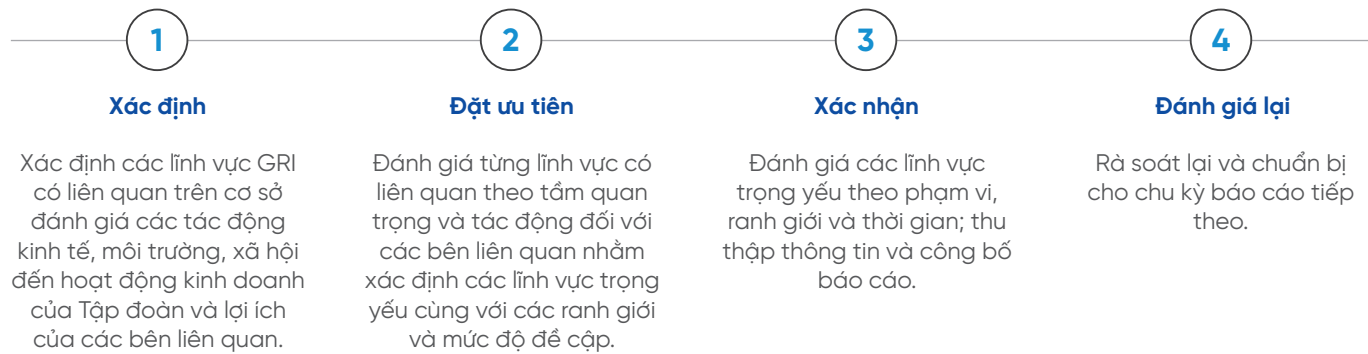 1
Xác định
Xác định các lĩnh vực GRI
có liên quan trên cơ sở
đánh giá các tác động
kinh tế, môi trường, xã hội
đến hoạt động kinh doanh
của Tập đoàn và lợi ích
của các bên liên quan.
2
Đặt ưu tiên
Đánh giá từng lĩnh vực có
liên quan theo tầm quan
trọng và tác động đối với
các bên liên quan nhằm
xác định các lĩnh vực trọng
yếu cùng với các ranh giới
và mức độ đề cập.
3
Xác nhận
Đánh giá các lĩnh vực
trọng yếu theo phạm vi,
ranh giới và thời gian; thu
thập thông tin và công bố
báo cáo.
4
Đánh giá lại
Rà soát lại và chuẩn bị
cho chu kỳ báo cáo tiếp
theo.